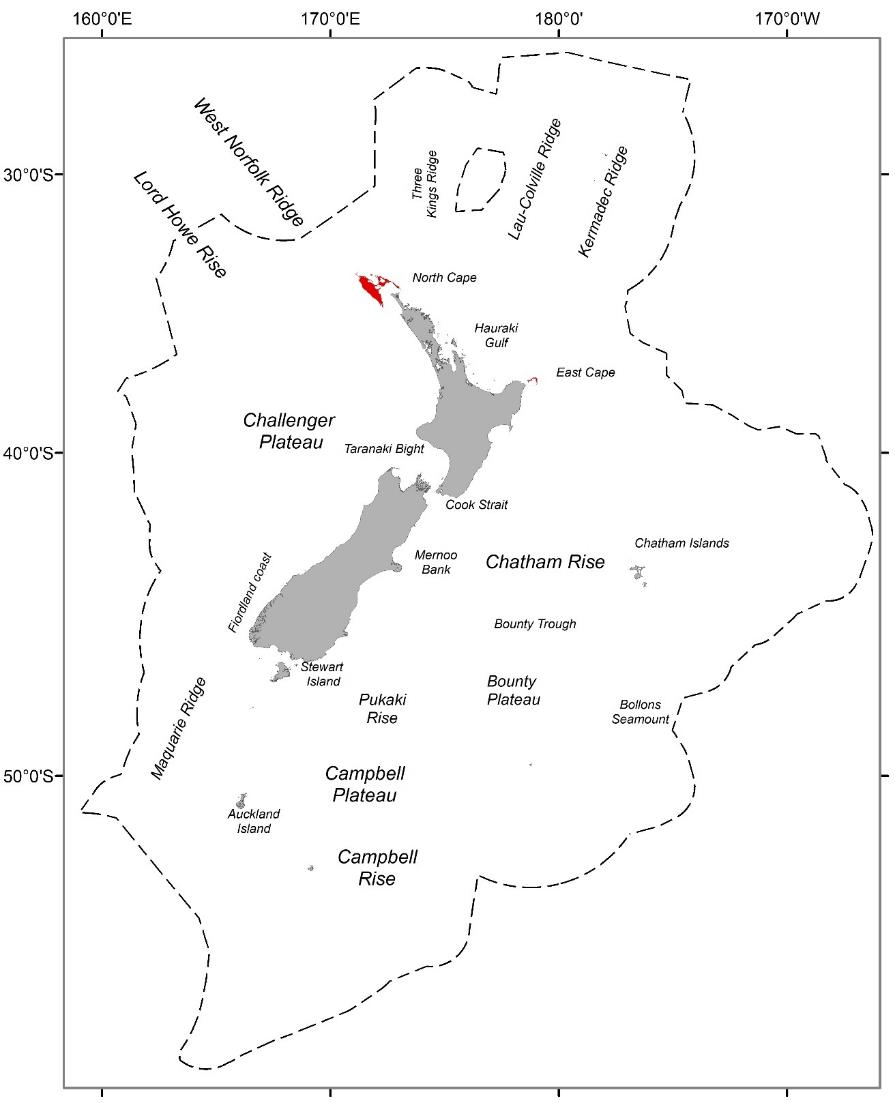 160°0'E
170°0'E
180°0'
170°0'W
30°0'S
40°0'S
50°0'S
West Norfolk Ridge
Lord Howe Rise
Three
Kings Ridge
Lau-Colville Ridge
Kermadec Ridge
North Cape
Hauraki
Gulf
East Cape
Challenger
Plateau
Taranaki Bight
Cook Strait
Mernoo
Bank
Chatham Rise
Chatham Islands
Fiordland coast
Bounty Trough
Stewart
Island
Pukaki
Rise
Bounty
Plateau
Bollons
Seamount
Maquarie Ridge
Campbell
Plateau
Auckland
Island
Campbell
Rise